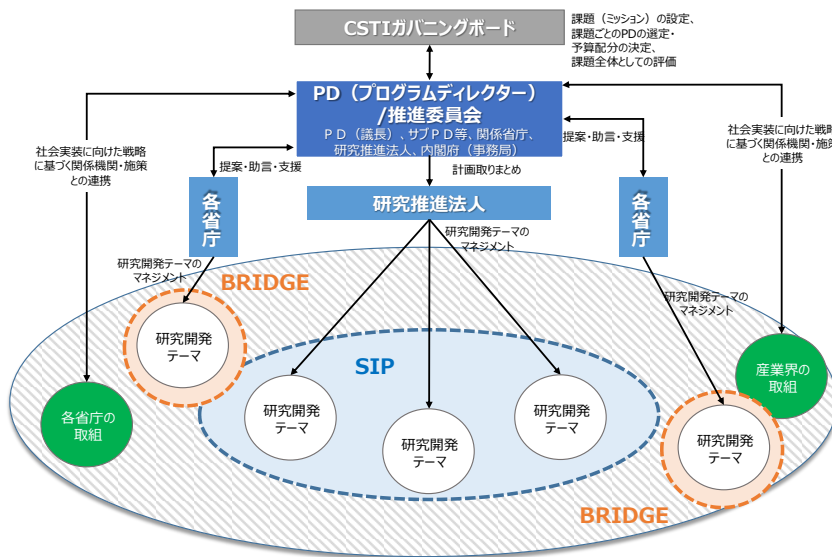 CSTIガバニングボード
課題（ミッション）の設定、
課題ごとのPDの選定・
予算配分の決定、
課題全体としての評価
PD（プログラムディレクター）
/推進委員会
PD（議長）、サブPD等、関係省庁、
研究推進法人、内閣府（事務局）
社会実装に向けた戦略
に基づく関係機関・施策
との連携
提案・助言・支援
計画取りまとめ
提案・助言・支援
社会実装に向けた戦略
に基づく関係機関・施策
との連携
各省庁
研究推進法人
各省庁
研究開発テーマの
マネジメント
研究開発テーマの
マネジメント
研究開発テーマの
マネジメント
BRIDGE
研究開発
テーマ
SIP
産業界の
取組
各省庁の
取組
研究開発
テーマ
研究開発
テーマ
研究開発
テーマ
研究開発
テーマ
BRIDGE